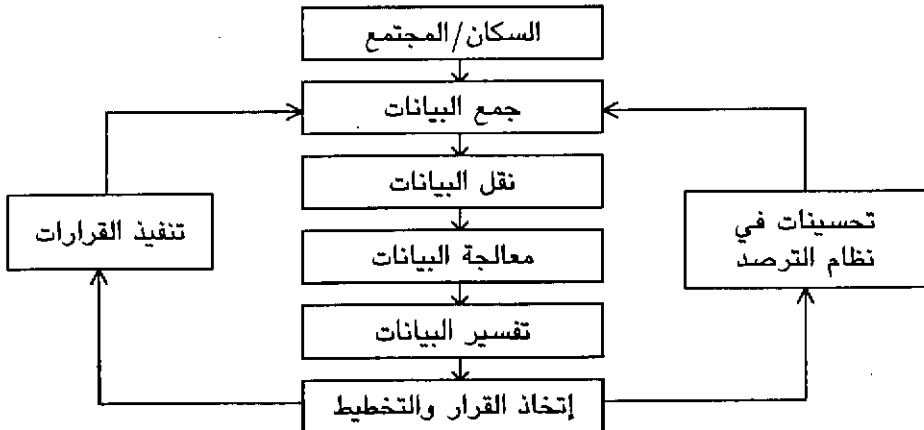 السكان/المجتمع
جمع البيانات
نقل البيانات
معالجة البيانات
تفسير البيانات
إتخاذ القرار والتخطيط
تحسينات في
نظام الترصد
تنفيذ القرارات